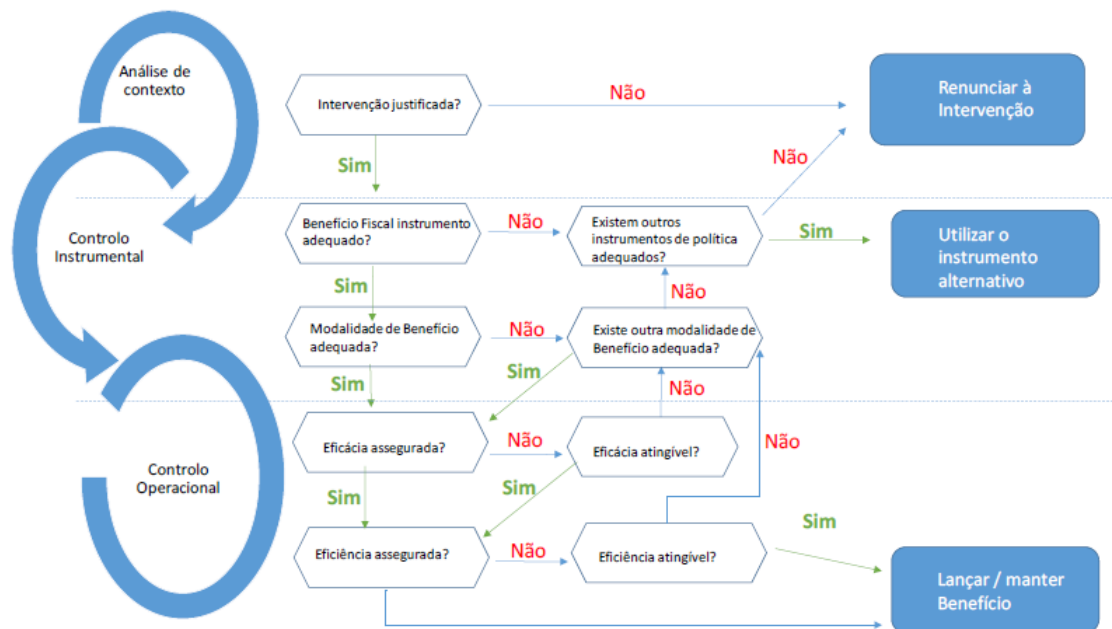 Análise de
contexto
Intervenção justificada?
Não
Renunciar à
Intervenção
Sim
Não
Controlo
Instrumental
Benefício Fiscal instrumento
adequado?
Não
Existem outros
instrumentos de política
adequados?
Sim
Utilizar o
instrumento
alternativo
Sim
Não
Modalidade de Benefício
adequada?
Não
Existe outra modalidade de
Benefício adequada?
Sim
Sim
Não
Não
Controlo
Operacional
Eficácia assegurada?
Não
Eficácia atingível?
Sim
Sim
Sim
Eficiência assegurada?
Não
Eficiência atingível?
Lançar / manter
Benefício